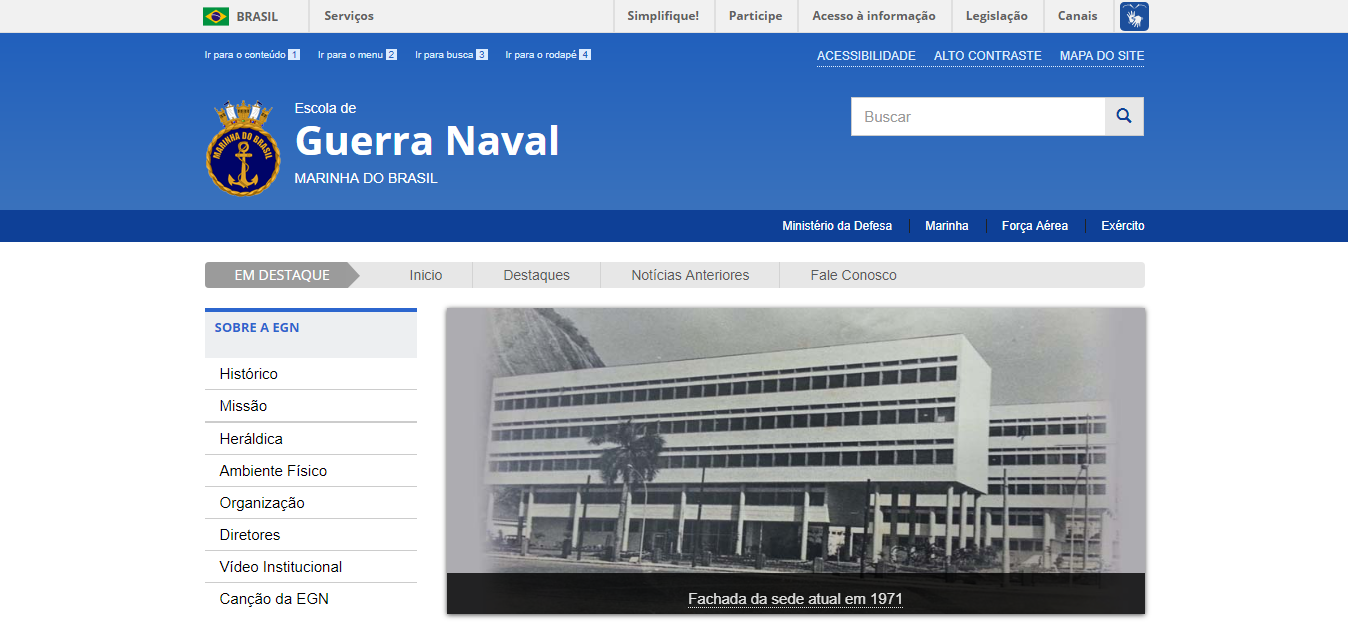 BRASIL Serviços Simplifique! Participe Acesso à informação Legislação Canais
Ir para o conteúdo 1 Ir para o menu 2 Ir para busca 3 Ir para o rodapé 4 ACESSIBILIDADE ALTO CONTRASTE MAPA DO SITE
MARINHA DO BRASIL
Escola de
Guerra Naval
MARINHA DO BRASIL
Buscar
Ministério da Defesa Marinha Força Aérea Exército
EM DESTAQUE Inicio Destaques Notícias Anteriores Fale Conosco
SOBRE A EGN
Histórico
Missão
Heráldica
Ambiente Físico
Organização
Diretores
Vídeo Institucional
Canção da EGN
Fachada da sede atual em 1971